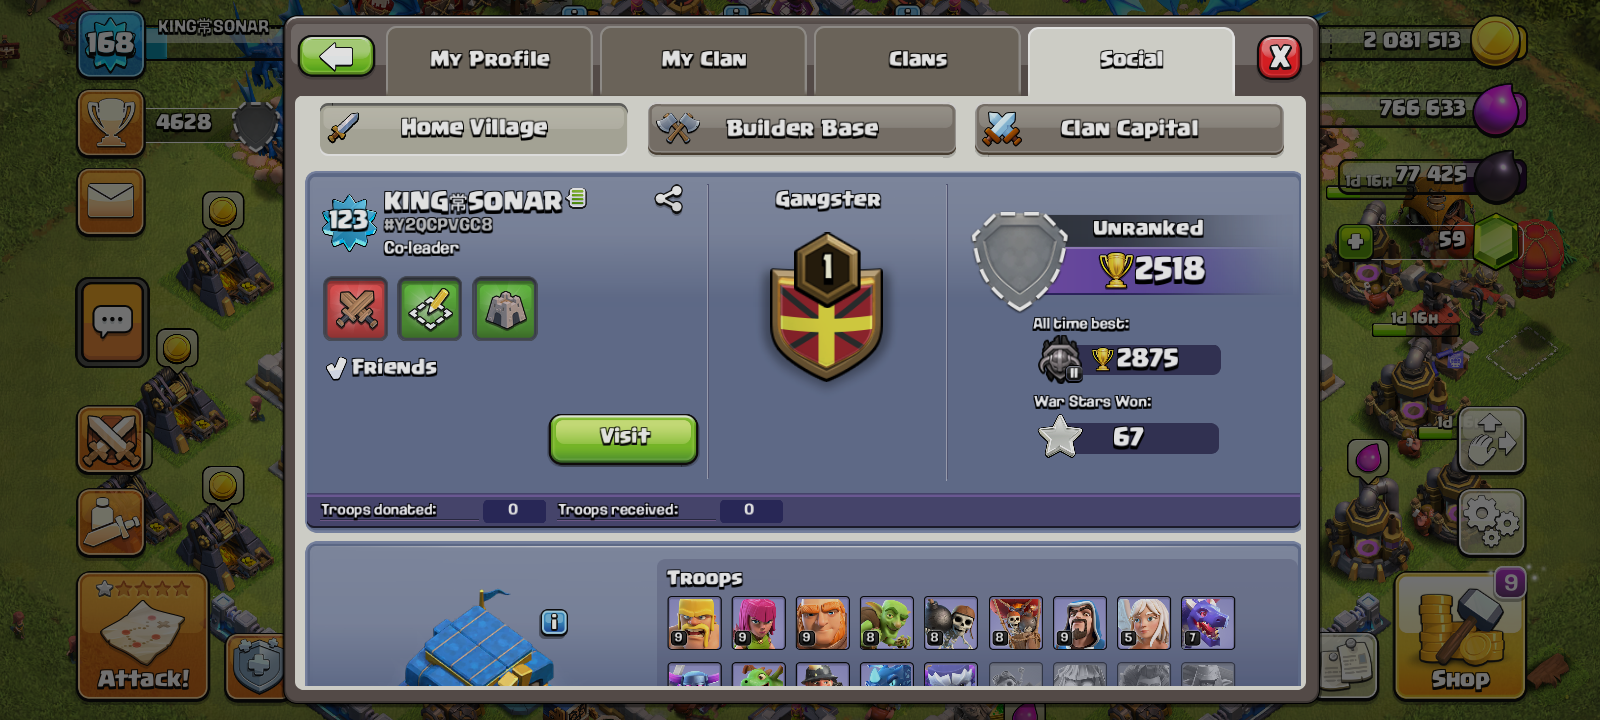 168
KING常SONAR
4628
Attack!
My Profile
My Clan
Clans
Social
X
Home Village
Builder Base
Clan Capital
123
KING常SONAR
#Y2QCPVGC8
Co-leader
Friends
Visit
Gangster
1
Unranked
2518
All time best:
2875
War Stars Won:
67
Troops donated:
0
Troops received:
0
Troops
9
9
9
8
8
8
9
5
7
2 081 513
766 633
1d 16H
77 425
59
1d 16H
1d
9
Shop